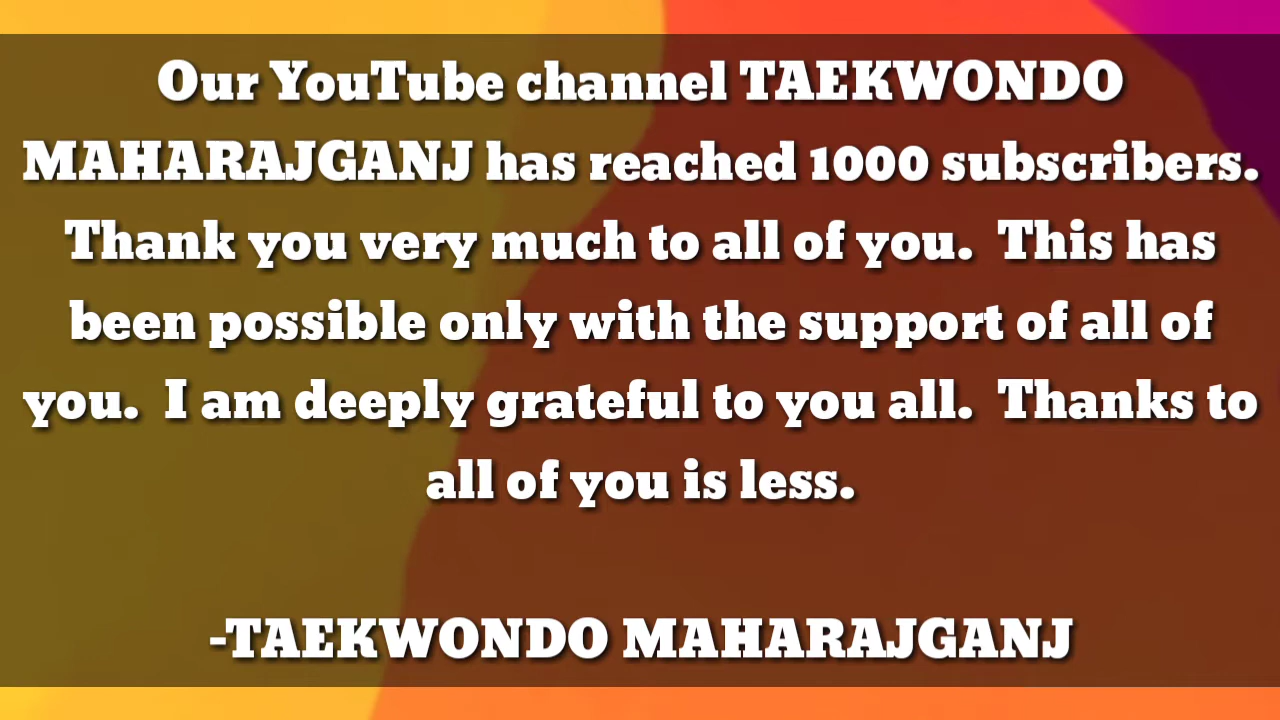 Our YouTube channel TAEKWONDO
MAHARAJGANJ has reached 1000 subscribers.
Thank you very much to all of you.  This has
been possible only with the support of all of
you.  I am deeply grateful to you all.  Thanks to
all of you is less.
-TAEKWONDO MAHARAJGANJ